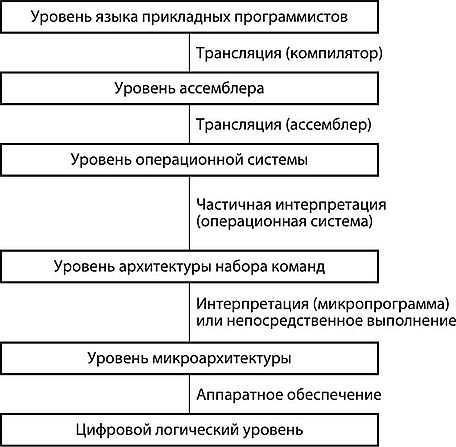 Уровень языка прикладных программистов
Трансляция (компилятор)
Уровень ассемблера
Трансляция (ассемблер)
Уровень операционной системы
Частичная интерпретация
(операционная система)
Уровень архитектуры набора команд
Интерпретация (микропрограмма)
или непосредственное выполнение
Уровень микроархитектуры
Аппаратное обеспечение
Цифровой логический уровень